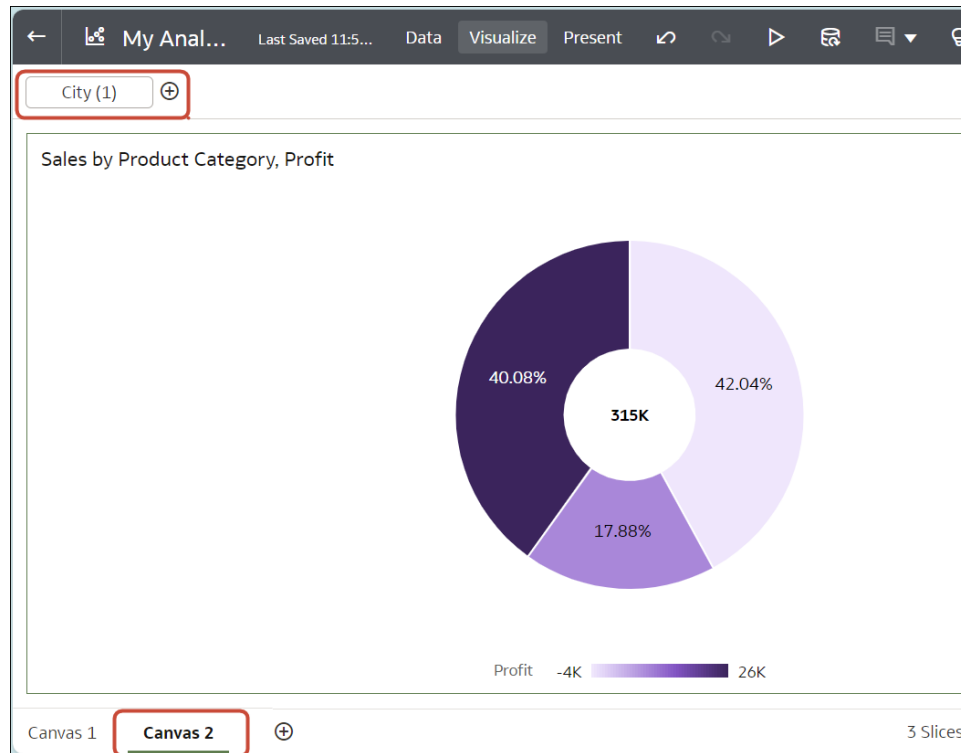 My Anal... Last Saved 11:5... Data Visualize Present
City (1)
Sales by Product Category, Profit
40.08%
42.04%
315K
17.88%
Profit -4K 26K
Canvas 1 Canvas 2 3 Slices